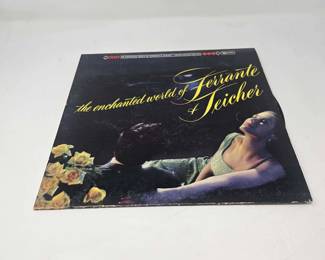 the enchanted world of Ferrante
& Teicher